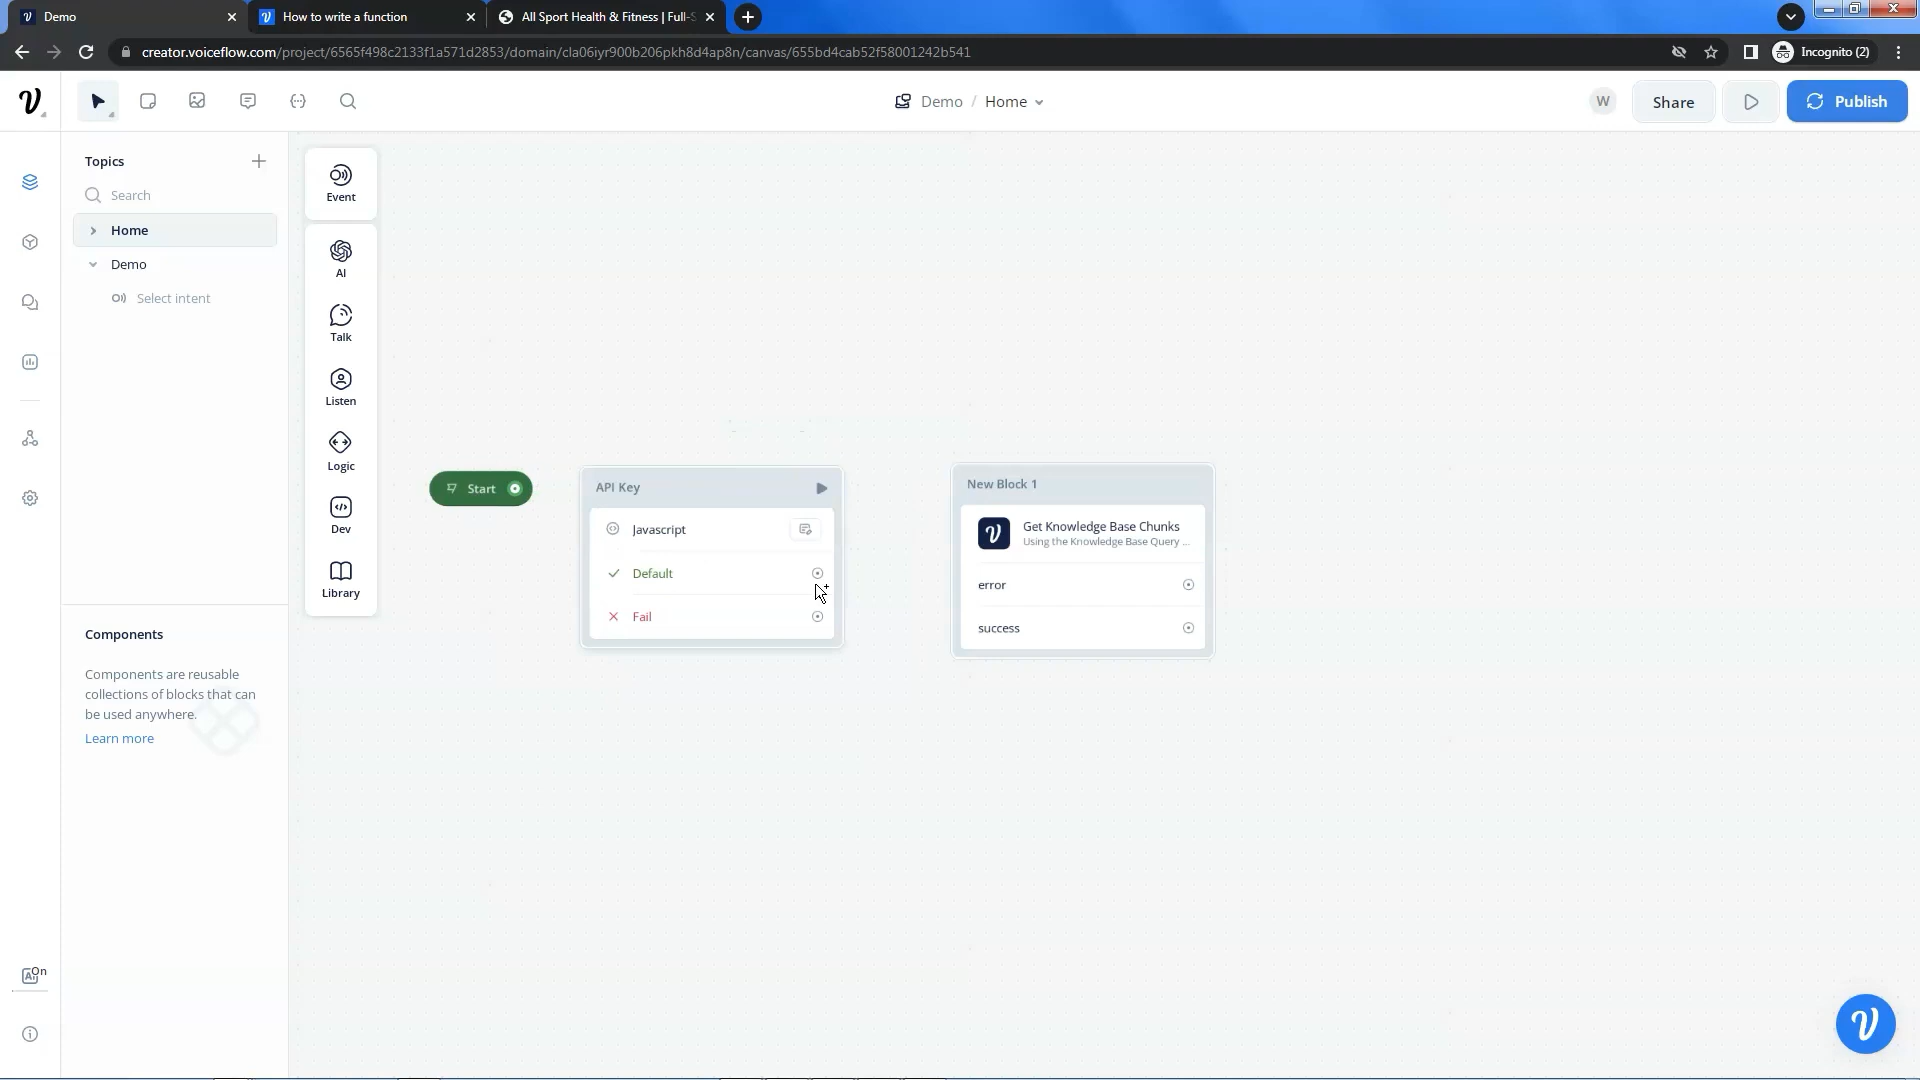 Demo
How to write a function
All Sport Health & Fitness | Full-S
creator.voiceflow.com/project/6565f498c2133f1a571d2853/domain/cla06iyr900b206pkh8d4ap8n/canvas/655bd4cab52f58001242b541
Incognito (2)
Demo / Home
W
Share
Publish
Topics
Search
Home
Demo
Select intent
Event
AI
Talk
Listen
Logic
Dev
Library
Start
API Key
Javascript
Default
Fail
New Block 1
Get Knowledge Base Chunks
Using the Knowledge Base Query ...
error
success
Components
Components are reusable
collections of blocks that can
be used anywhere.
Learn more
On